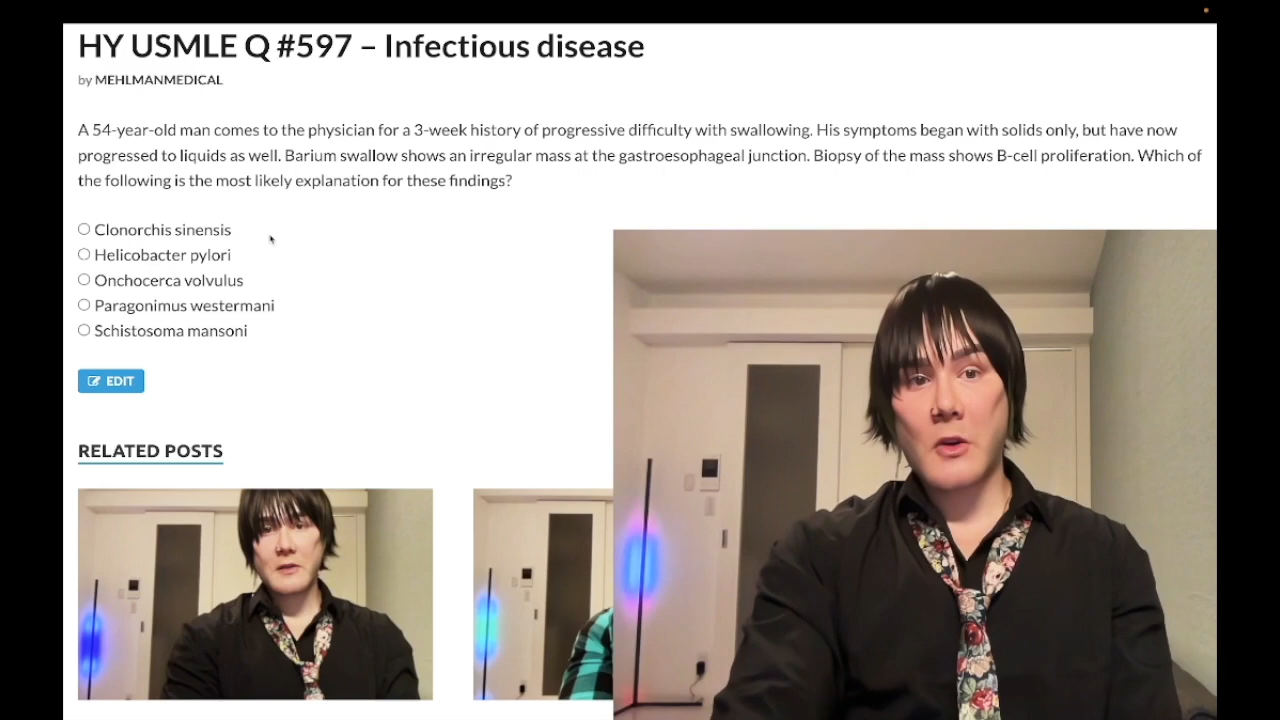 HY USMLE Q #597 – Infectious disease
by MEHLMANMEDICAL
A 54-year-old man comes to the physician for a 3-week history of progressive difficulty with swallowing. His symptoms began with solids only, but have now
progressed to liquids as well. Barium swallow shows an irregular mass at the gastroesophageal junction. Biopsy of the mass shows B-cell proliferation. Which of
the following is the most likely explanation for these findings?
Clonorchis sinensis
Helicobacter pylori
Onchocerca volvulus
Paragonimus westermani
Schistosoma mansoni
EDIT
RELATED POSTS